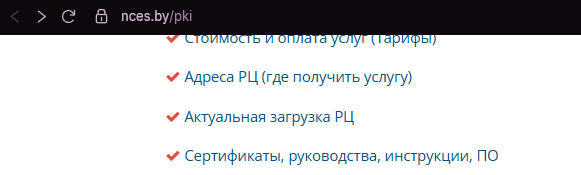 nces.by/pki
Стоимость и оплата услуг (Тарифы)
Адреса РЦ (где получить услугу)
Актуальная загрузка РЦ
Сертификаты, руководства, инструкции, ПО